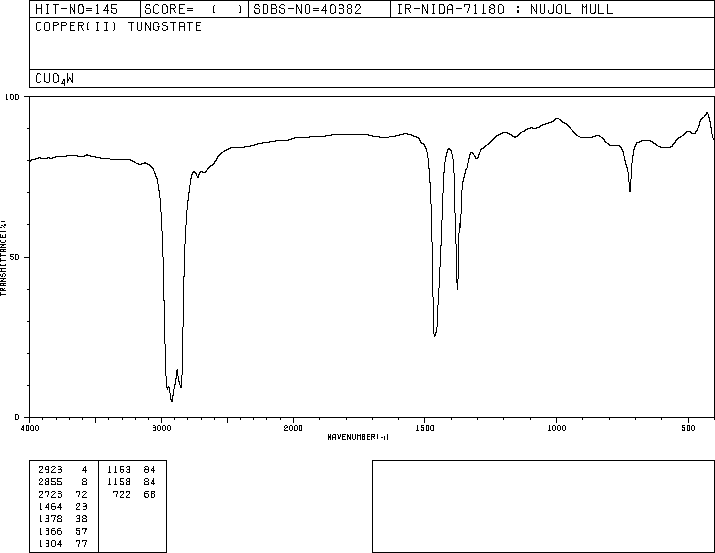 HIT-NO=145 SCORE= ( ) SDBS-NO=40382 IR-NIDA-71180 : NUJOL MULL
COPPER(II) TUNGSTATE
CUO4W
100
50
0
TRANSMITTANCE(%)
4000 3000 2000 1500 1000 500
WAVENUMBER(-1)
2923 4 1163 84
2855 8 1158 84
2723 72 722 68
1464 23
1378 38
1366 57
1304 77